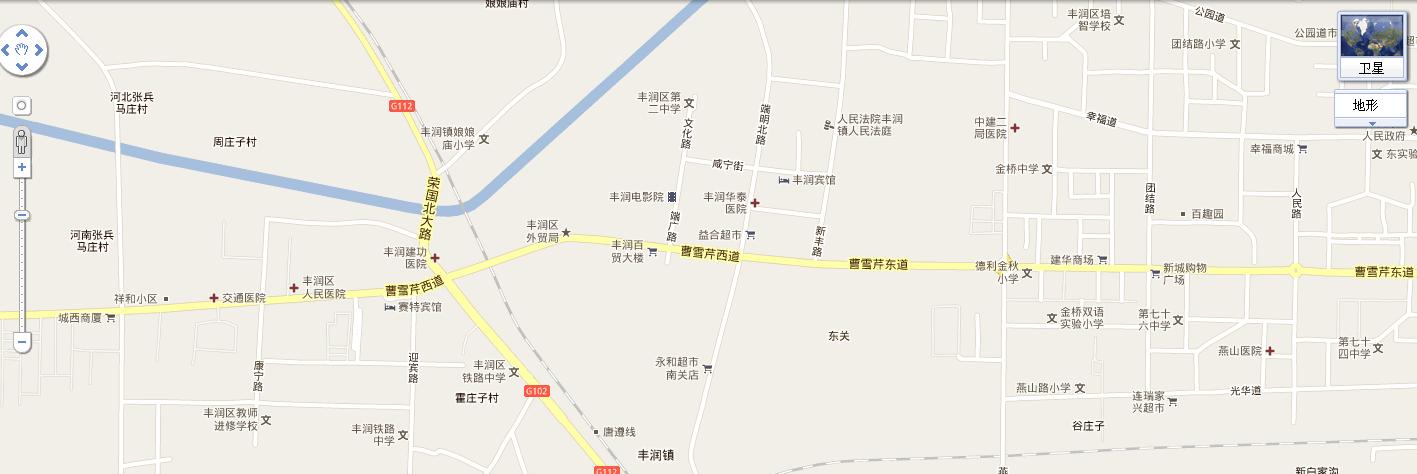 娘娘庙村
公园道
丰润区培
智学校
公园道市
团结路小学
卫星
地形
河北张兵
马庄村
G112
丰润区第
二中学
文化路
端明北路
人民法院丰润
镇人民法庭
中建二
局医院
幸福道
人民政府
周庄子村
丰润镇娘娘
庙小学
咸宁街
幸福商城
东实验
金桥中学
荣国北大路
丰润宾馆
丰润电影院
丰润华泰
医院
团结路
人民路
百趣园
端广路
河南张兵
马庄村
丰润区
外贸局
益合超市
新丰路
丰润建功
医院
丰润百
贸大楼
曹雪芹西道
曹雪芹东道
德利金秋
小学
建华商场
新城购物
广场
曹雪芹东道
丰润区
人民医院
曹雪芹西道
祥和小区
交通医院
赛特宾馆
城西商厦
金桥双语
实验小学
第七十
六中学
东关
燕山医院
第七十
四中学
康宁路
迎宾路
丰润区
铁路中学
永和超市
南关店
G102
霍庄子村
燕山路小学
连瑞家
兴超市
光华道
丰润区教师
进修学校
丰润铁路
中学
唐遵线
谷庄子
丰润镇
G112
燕
新白家沟